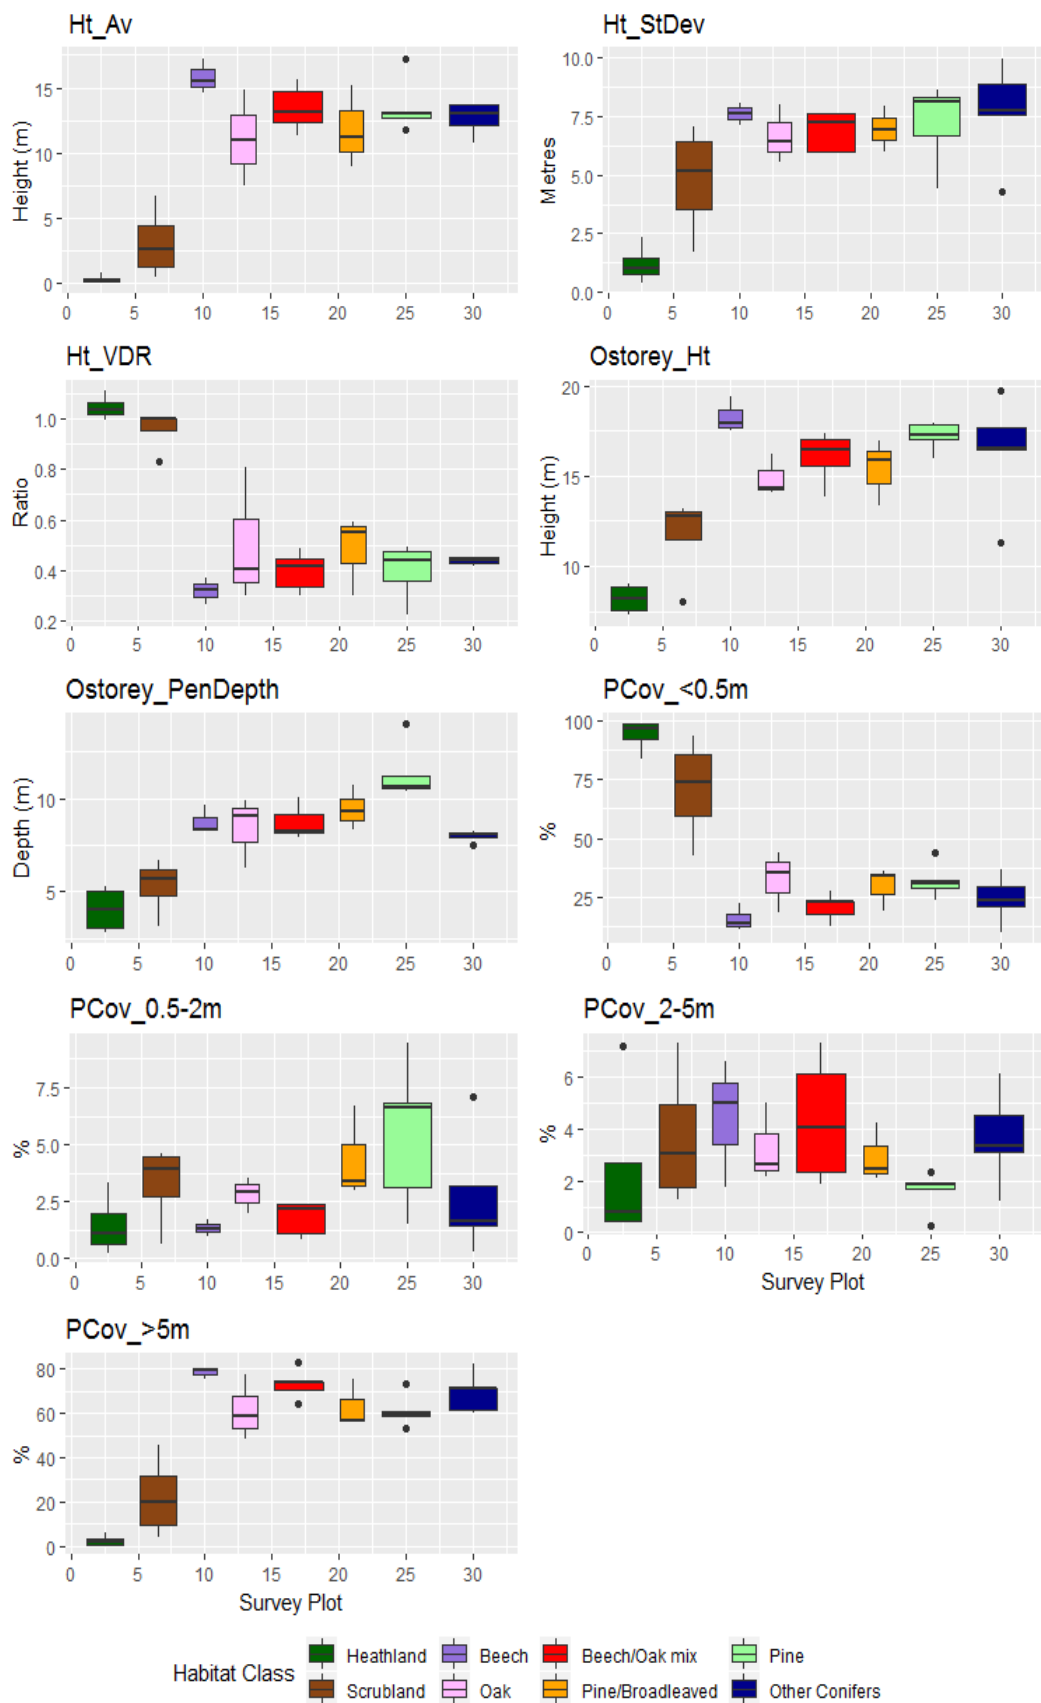 Ht_Av
Height (m)
15
10
5
0
0 5 10 15 20 25 30
Ht_StDev
Metres
10.0
7.5
5.0
2.5
0.0
0 5 10 15 20 25 30
Ht_VDR
Ratio
1.0
0.8
0.6
0.4
0.2
0 5 10 15 20 25 30
Ostorey_Ht
Height (m)
20
15
10
0 5 10 15 20 25 30
Ostorey_PenDepth
Depth (m)
10
5
0 5 10 15 20 25 30
PCov_<0.5m
%
100
75
50
25
0 5 10 15 20 25 30
PCov_0.5-2m
%
7.5
5.0
2.5
0.0
0 5 10 15 20 25 30
PCov_2-5m
%
6
4
2
0
0 5 10 15 20 25 30
Survey Plot
PCov_>5m
%
80
60
40
20
0
0 5 10 15 20 25 30
Survey Plot
Habitat Class
Heathland Beech Beech/Oak mix Pine
Scrubland Oak Pine/Broadleaved Other Conifers